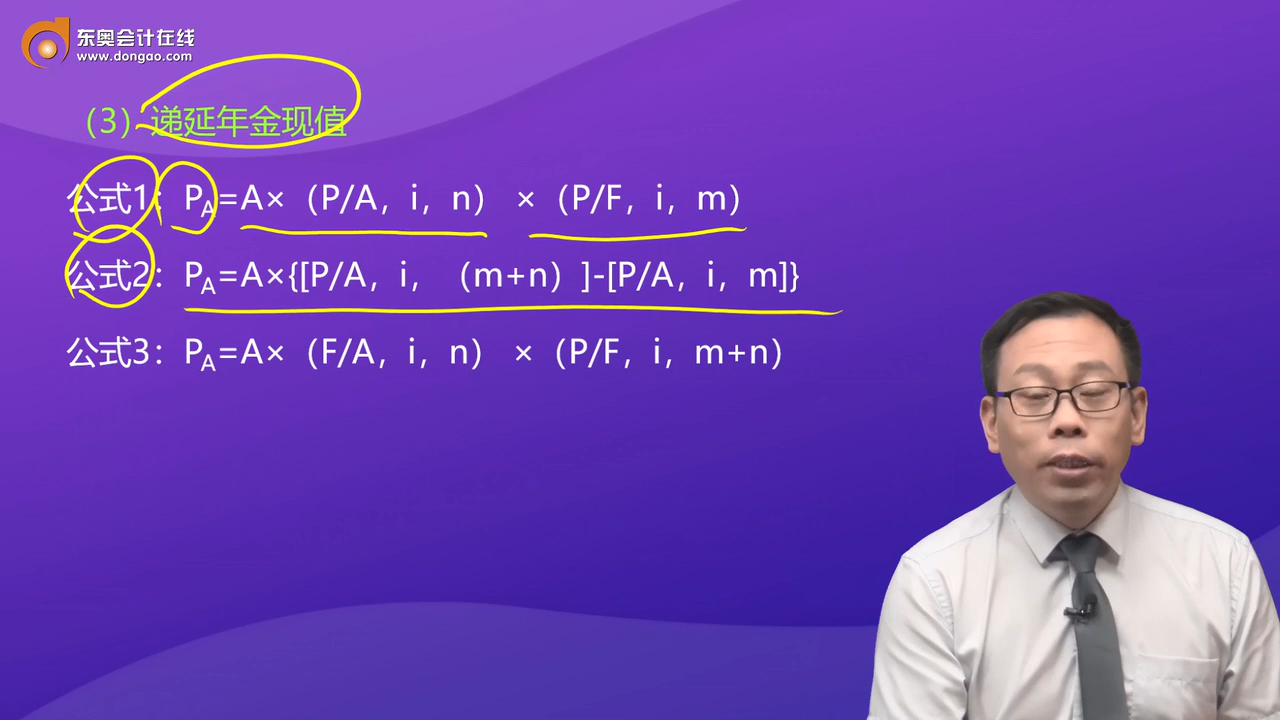 东奥会计在线
www.dongao.com
（3）递延年金现值
公式1：PA=A×（P/A，i，n）×（P/F，i，m）
公式2：PA=A×{[P/A，i，（m+n）]-[P/A，i，m]}
公式3：PA=A×（F/A，i，n）×（P/F，i，m+n）